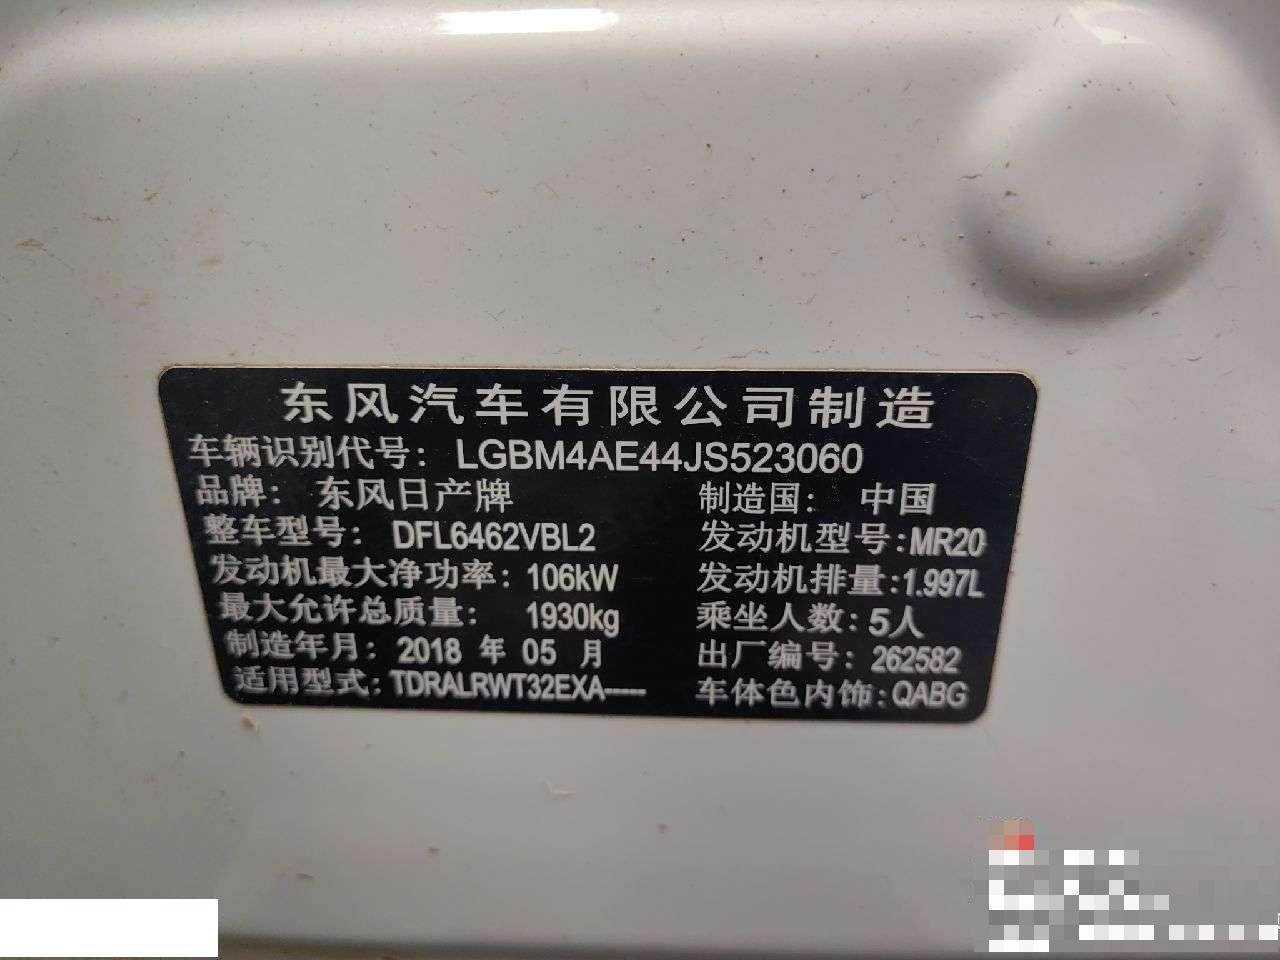 东风汽车有限公司制造
车辆识别代号：LGBM4AE44JS523060
品牌：东风日产牌 制造国：中国
整车型号：DFL6462VBL2 发动机型号:MR20
发动机最大净功率：106kW 发动机排量:1.997L
最大允许总质量：1930kg 乘坐人数：5人
制造年月：2018 年 05 月 出厂编号：262582
适用型式:TDRALRWT32EXA----- 车体色内饰:QABG